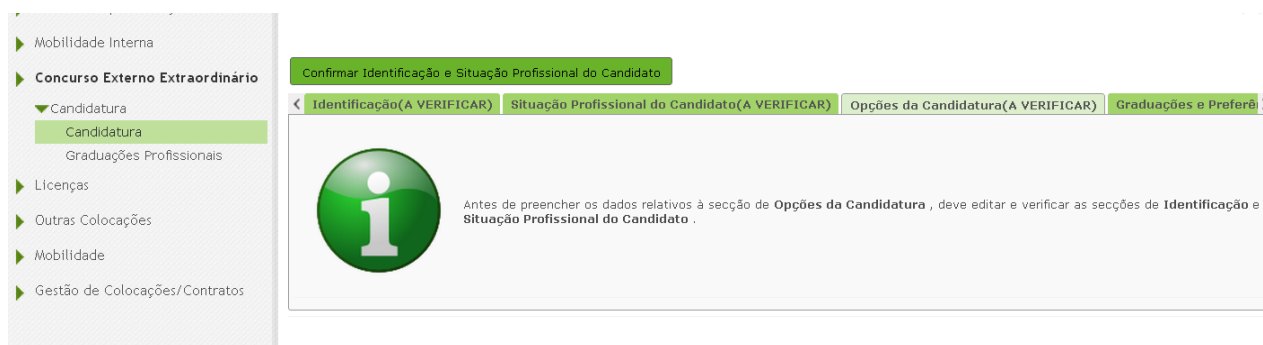 Mobilidade Interna
Concurso Externo Extraordinário
Candidatura
Candidatura
Graduações Profissionais
Licenças
Outras Colocações
Mobilidade
Gestão de Colocações/Contratos
Confirmar Identificação e Situação Profissional do Candidato
Identificação(A VERIFICAR) Situação Profissional do Candidato(A VERIFICAR) Opções da Candidatura(A VERIFICAR) Graduações e
Antes de preencher os dados relativos à secção de Opções da Candidatura , deve editar e verificar as secções de Identificação e
Situação Profissional do Candidato .